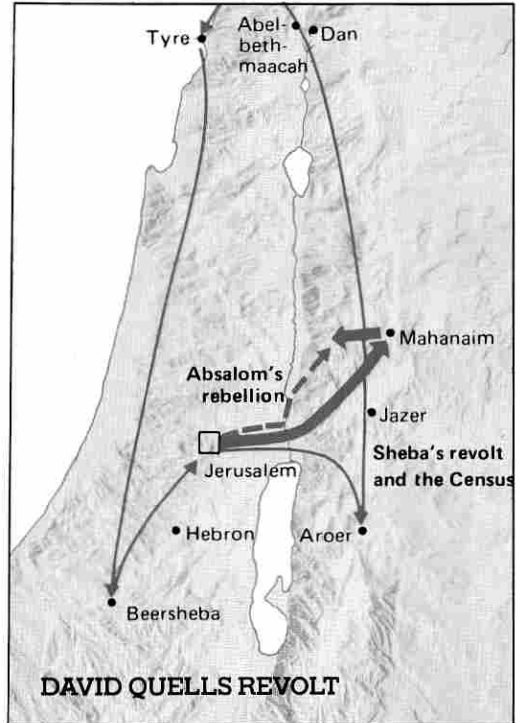 Tyre
Abel-
beth-
maacah
Dan
Mahanaim
Absalom's
rebellion
Jazer
Sheba's revolt
and the Census
Jerusalem
Hebron
Aroer
Beersheba
DAVID QUELLS REVOLT